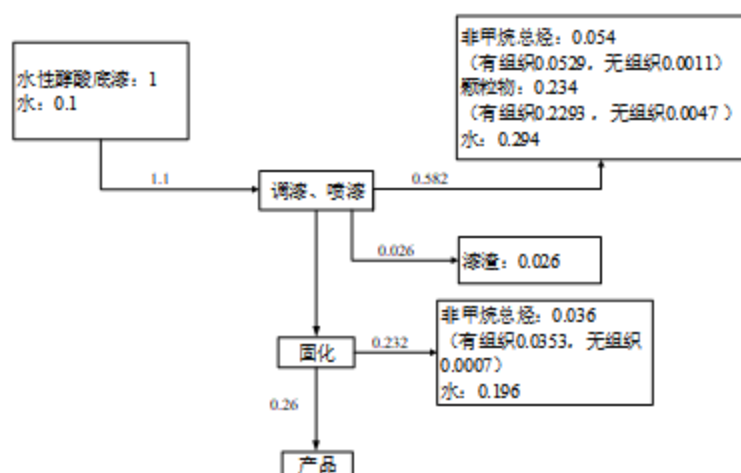 非甲烷总烃：0.054
（有组织0.0529，无组织0.0011）
颗粒物：0.234
（有组织0.2293，无组织0.0047）
水：0.294
水性醇酸底漆：1
水：0.1
1.1
调漆、喷漆
0.582
0.026
漆渣：0.026
非甲烷总烃：0.036
（有组织0.0353，无组织
0.0007）
水：0.196
固化
0.232
0.26
产品